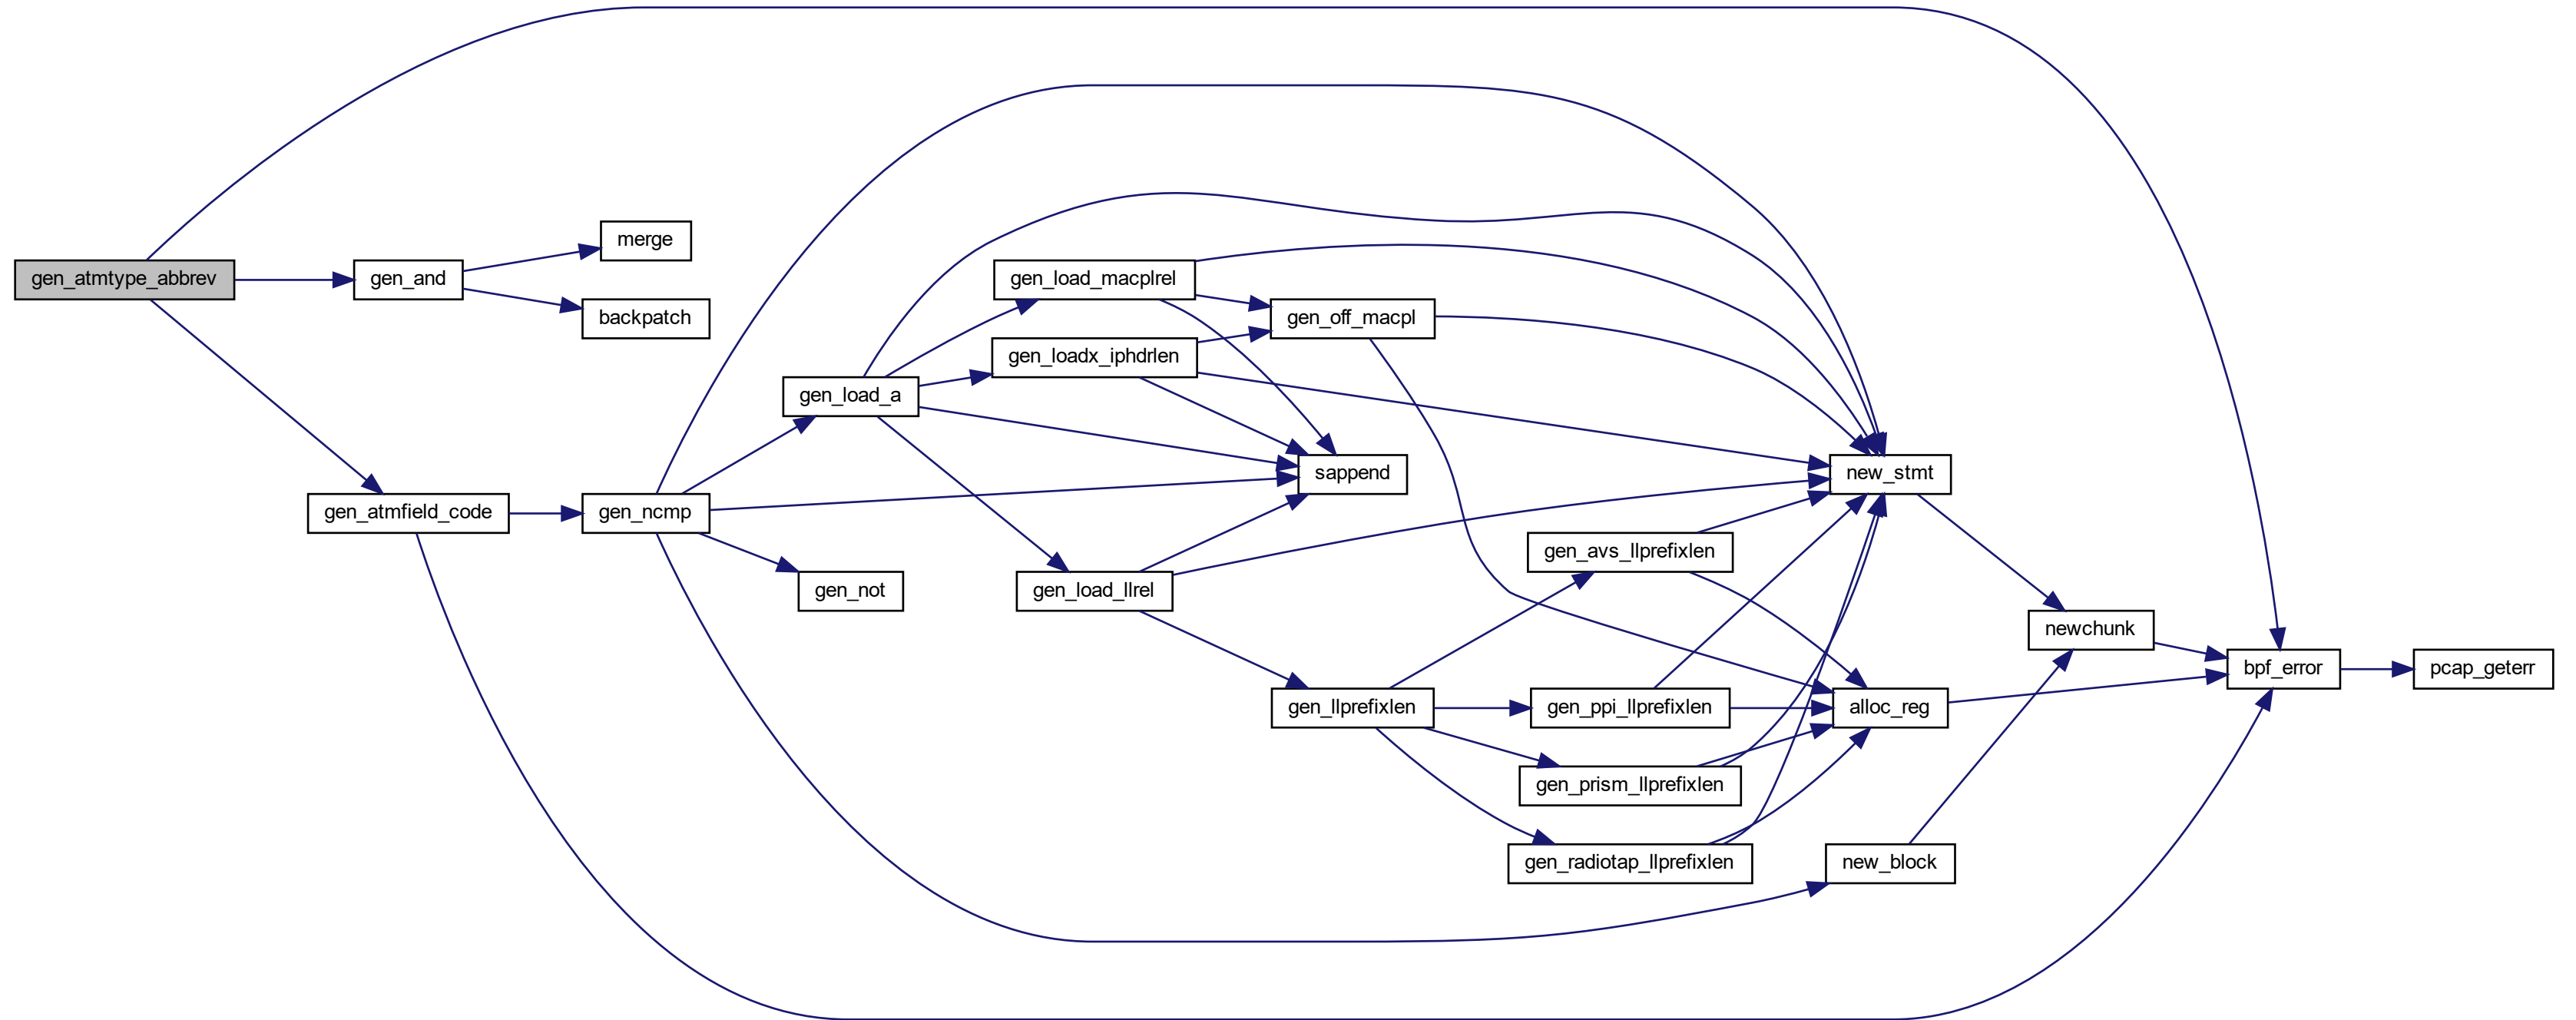 gen_atmtype_abbrev
gen_and
merge
backpatch
gen_atmfield_code
gen_ncmp
gen_load_a
gen_not
gen_load_macplrel
gen_loadx_iphdrlen
gen_load_llrel
gen_off_macpl
sappend
gen_llprefixlen
gen_avs_llprefixlen
gen_ppi_llprefixlen
gen_prism_llprefixlen
gen_radiotap_llprefixlen
new_stmt
alloc_reg
new_block
newchunk
bpf_error
pcap_geterr